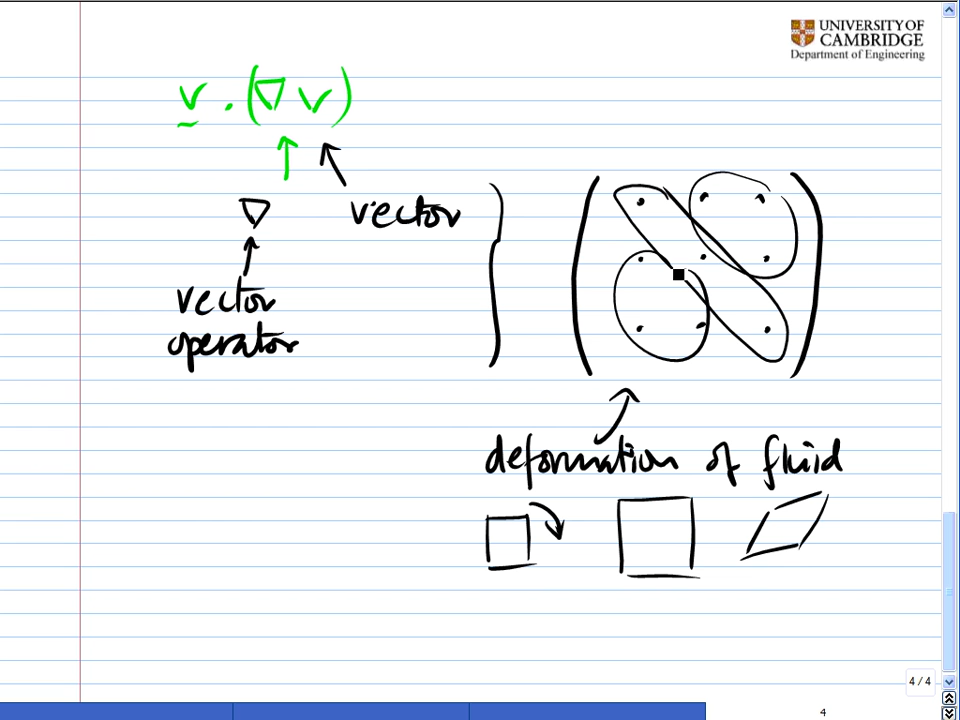 UNIVERSITY OF
CAMBRIDGE
Department of Engineering
v . (∇ v)
∇ vector
vector
operator
deformation of fluid
4 / 4
4